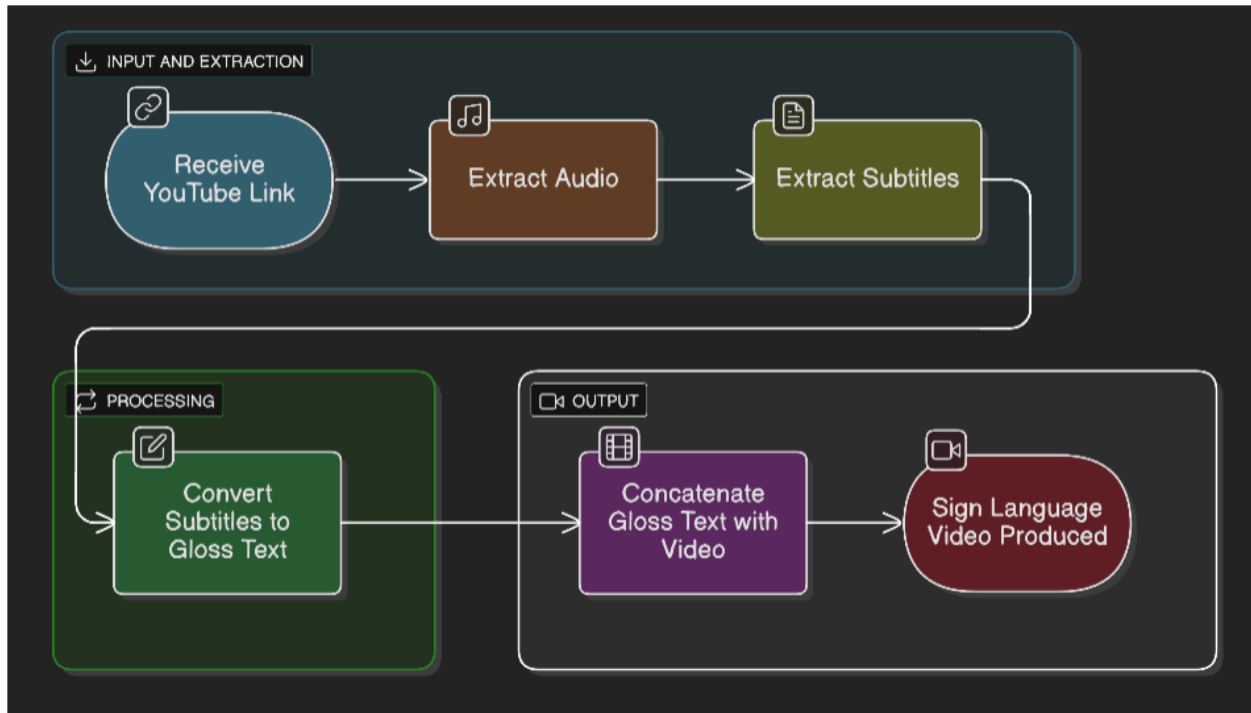 INPUT AND EXTRACTION
Receive
YouTube Link
Extract Audio
Extract Subtitles
PROCESSING
Convert
Subtitles to
Gloss Text
OUTPUT
Concatenate
Gloss Text with
Video
Sign Language
Video Produced